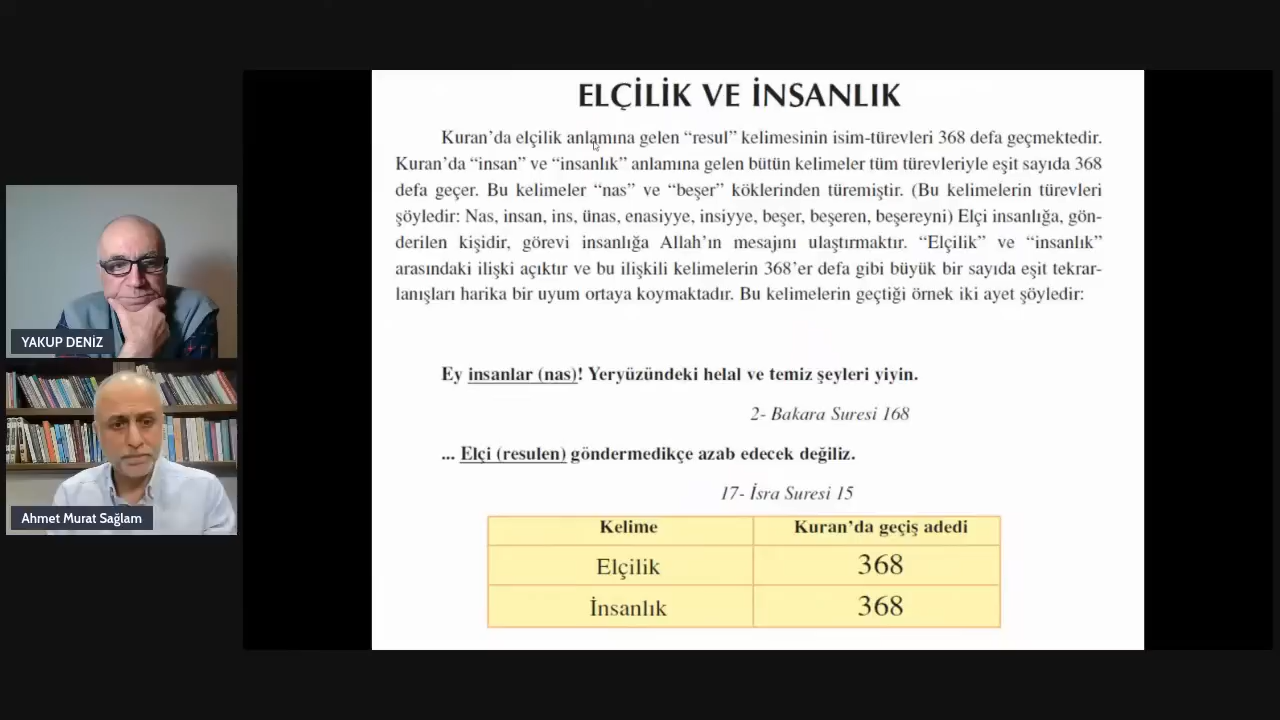 ELÇİLİK VE İNSANLIK
Kuran’da elçilik anlamına gelen “resul” kelimesinin isim-türevleri 368 defa geçmektedir.
Kuran’da “insan” ve “insanlık” anlamına gelen bütün kelimeler tüm türevleriyle eşit sayıda 368
defa geçer. Bu kelimeler “nas” ve “beşer” köklerinden türemiştir. (Bu kelimelerin türevleri
şöyledir: Nas, insan, ins, ünas, enasiyye, insiyye, beşer, beşeren, beşereyni) Elçi insanlığa, gön-
derilen kişidir, görevi insanlığa Allah’ın mesajını ulaştırmaktır. “Elçilik” ve “insanlık”
arasındaki ilişki açıktır ve bu ilişkili kelimelerin 368’er defa gibi büyük bir sayıda eşit tekrar-
lanışları harika bir uyum ortaya koymaktadır. Bu kelimelerin geçtiği örnek iki ayet şöyledir:
Ey insanlar (nas)! Yeryüzündeki helal ve temiz şeyleri yiyin.
2- Bakara Suresi 168
... Elçi (resulen) göndermedikçe azab edecek değiliz.
17- İsra Suresi 15
Kelime Kuran’da geçiş adedi
Elçilik 368
İnsanlık 368
YAKUP DENİZ
Ahmet Murat Sağlam